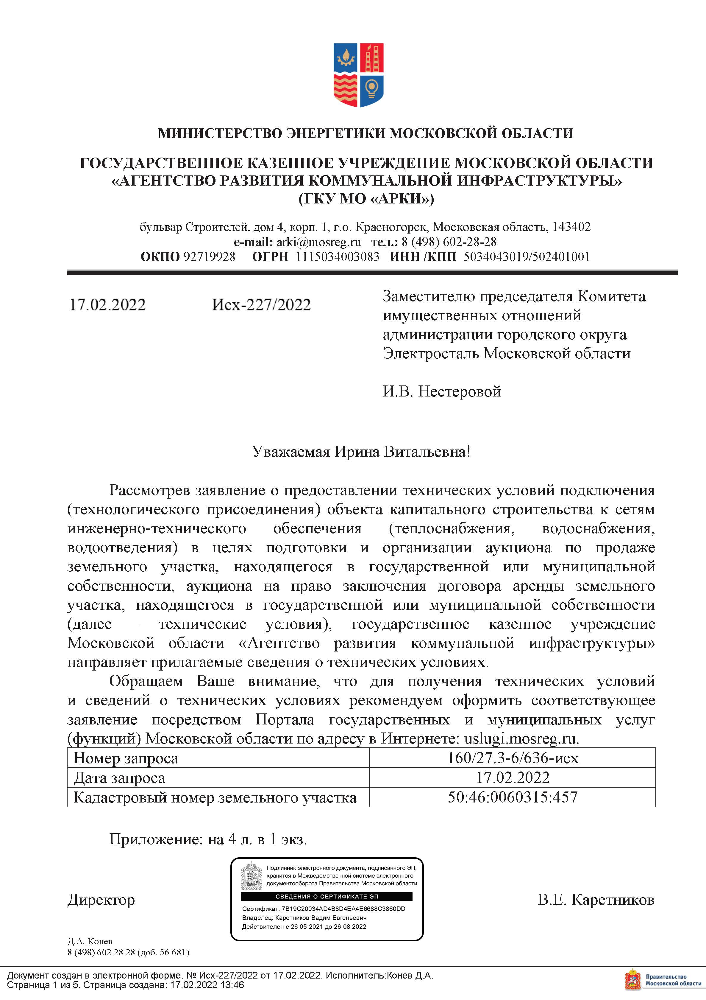 МИНИСТЕРСТВО ЭНЕРГЕТИКИ МОСКОВСКОЙ ОБЛАСТИ
ГОСУДАРСТВЕННОЕ КАЗЕННОЕ УЧРЕЖДЕНИЕ МОСКОВСКОЙ ОБЛАСТИ
«АГЕНТСТВО РАЗВИТИЯ КОММУНАЛЬНОЙ ИНФРАСТРУКТУРЫ»
(ГКУ МО «АРКИ»)
бульвар Строителей, дом 4, корп. 1, г.о. Красногорск, Московская область, 143402
e-mail: arki@mosreg.ru тел.: 8 (498) 602-28-28
ОКПО 92719928 ОГРН 1115034003083 ИНН /КПП 5034043019/502401001
17.02.2022 Исх-227/2022
Заместителю председателя Комитета
имущественных отношений
администрации городского округа
Электросталь Московской области
И.В. Нестеровой
Уважаемая Ирина Витальевна!
Рассмотрев заявление о предоставлении технических условий подключения
(технологического присоединения) объекта капитального строительства к сетям
инженерно-технического обеспечения (теплоснабжения, водоснабжения,
водоотведения) в целях подготовки и организации аукциона по продаже
земельного участка, находящегося в государственной или муниципальной
собственности, аукциона на право заключения договора аренды земельного
участка, находящегося в государственной или муниципальной собственности
(далее – технические условия), государственное казенное учреждение
Московской области «Агентство развития коммунальной инфраструктуры»
направляет прилагаемые сведения о технических условиях.
Обращаем Ваше внимание, что для получения технических условий
и сведений о технических условиях рекомендуем оформить соответствующее
заявление посредством Портала государственных и муниципальных услуг
(функций) Московской области по адресу в Интернете: uslugi.mosreg.ru.
Номер запроса 160/27.3-6/636-исх
Дата запроса 17.02.2022
Кадастровый номер земельного участка 50:46:0060315:457
Приложение: на 4 л. в 1 экз.
Подлинник электронного документа, подписанного ЭП,
хранится в Межведомственной системе электронного
документооборота Правительства Московской области
СВЕДЕНИЯ О СЕРТИФИКАТЕ ЭП
Сертификат: 7B19C20034AD4B8D4EA4E6688C3860DD
Владелец: Каретников Вадим Евгеньевич
Действителен с 26-05-2021 до 26-08-2022
Директор В.Е. Каретников
Д.А. Конев
8 (498) 602 28 28 (доб. 56 681)
Документ создан в электронной форме. № Исх-227/2022 от 17.02.2022. Исполнитель:Конев Д.А.
Страница 1 из 5. Страница создана: 17.02.2022 13:46
Правительство
Московской области